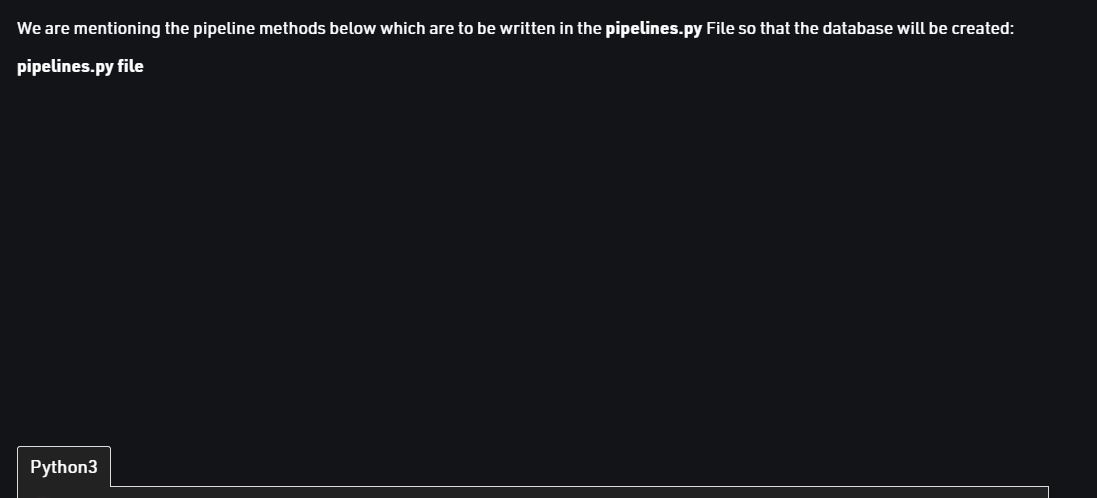 We are mentioning the pipeline methods below which are to be written in the pipelines.py File so that the database will be created:
pipelines.py file
Python3